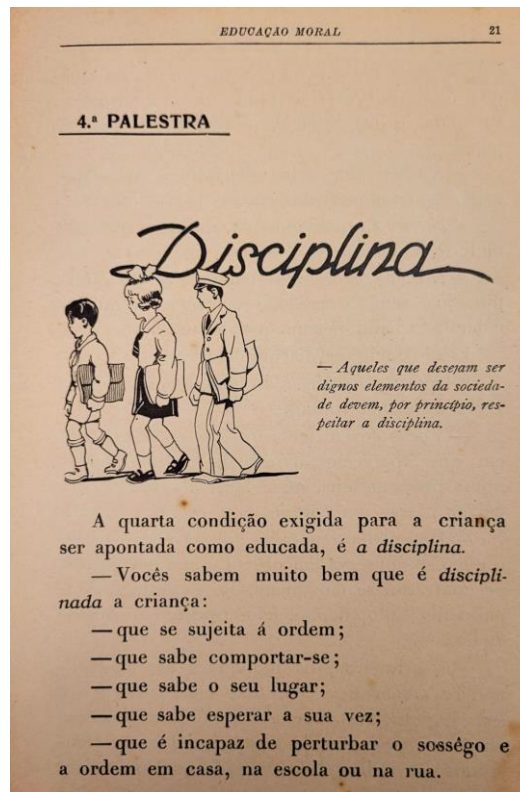 EDUCAÇÃO MORAL 21
4.ª PALESTRA
Disciplina
— Aqueles que desejam ser
dignos elementos da socieda-
de devem, por princípio, res-
peitar a disciplina.
A quarta condição exigida para a criança
ser apontada como educada, é a disciplina.
— Vocês sabem muito bem que é discipli-
nada a criança:
— que se sujeita á ordem;
— que sabe comportar-se;
— que sabe o seu lugar;
— que sabe esperar a sua vez;
— que é incapaz de perturbar o sossêgo e
a ordem em casa, na escola ou na rua.